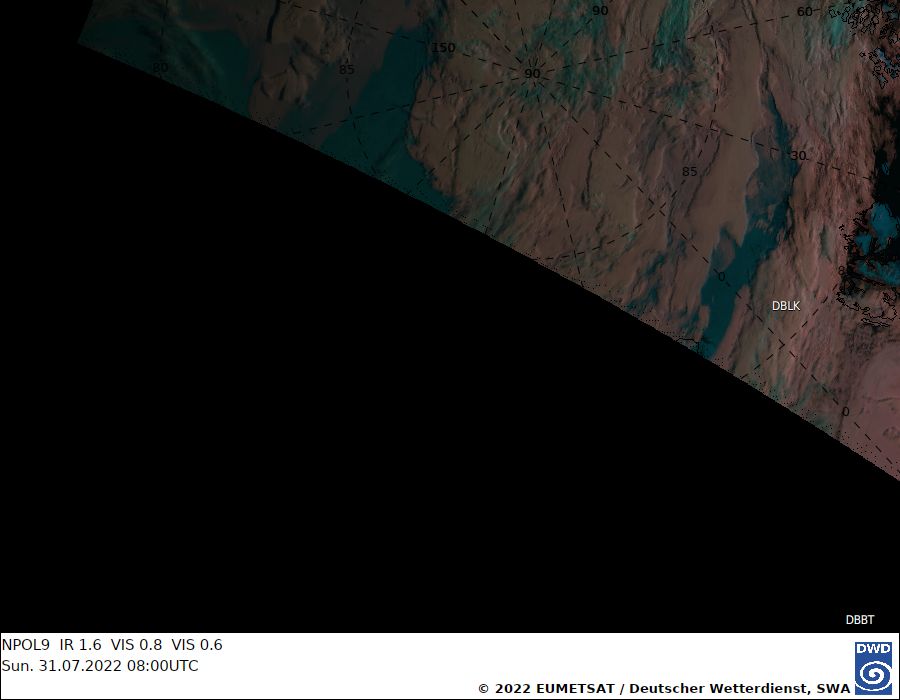 90
60
150
80
85
90
30
85
0
DBLK
0
DBBT
NPOL9 IR 1.6 VIS 0.8 VIS 0.6
Sun. 31.07.2022 08:00UTC
DWD
© 2022 EUMETSAT / Deutscher Wetterdienst, SWA